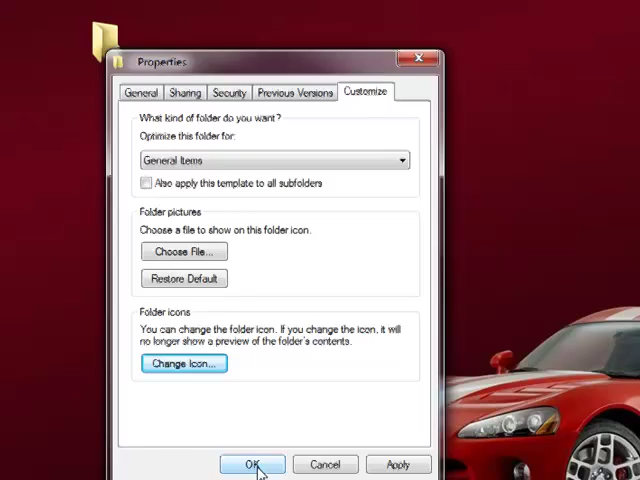 Properties
General
Sharing
Security
Previous Versions
Customize
What kind of folder do you want?
Optimize this folder for:
General Items
Also apply this template to all subfolders
Folder pictures
Choose a file to show on this folder icon.
Choose File...
Restore Default
Folder icons
You can change the folder icon. If you change the icon, it will
no longer show a preview of the folder's contents.
Change Icon...
OK
Cancel
Apply